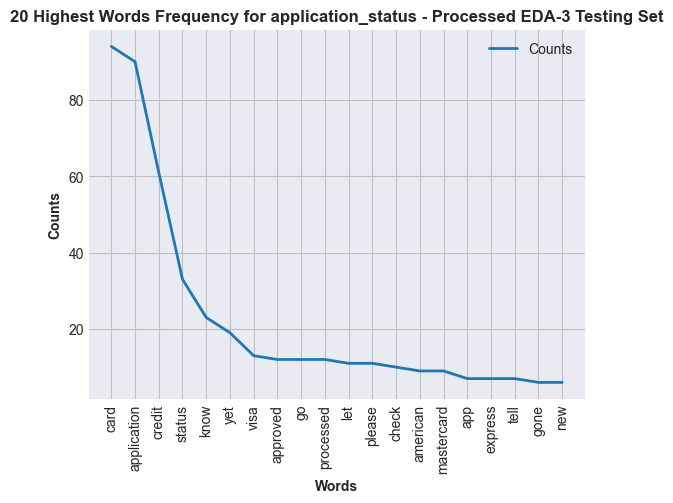 20 Highest Words Frequency for application_status - Processed EDA-3 Testing Set
Counts
80
60
40
20
Counts
card
application
credit
status
know
yet
visa
approved
go
processed
let
please
check
american
mastercard
app
express
tell
gone
new
Words